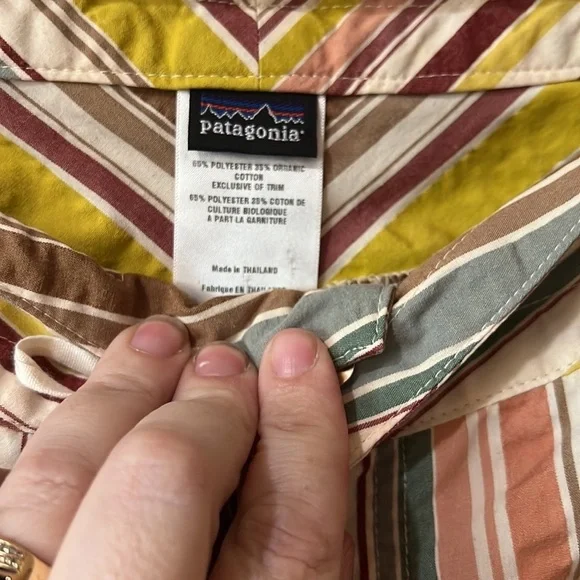 patagonia®
65% POLYESTER 35% ORGANIC
COTTON
EXCLUSIVE OF TRIM
65% POLYESTER 35% COTON DE
CULTURE BIOLOGIQUE
A PART LA GARNITURE
Made in THAILAND
Fabrique EN THAILANDE